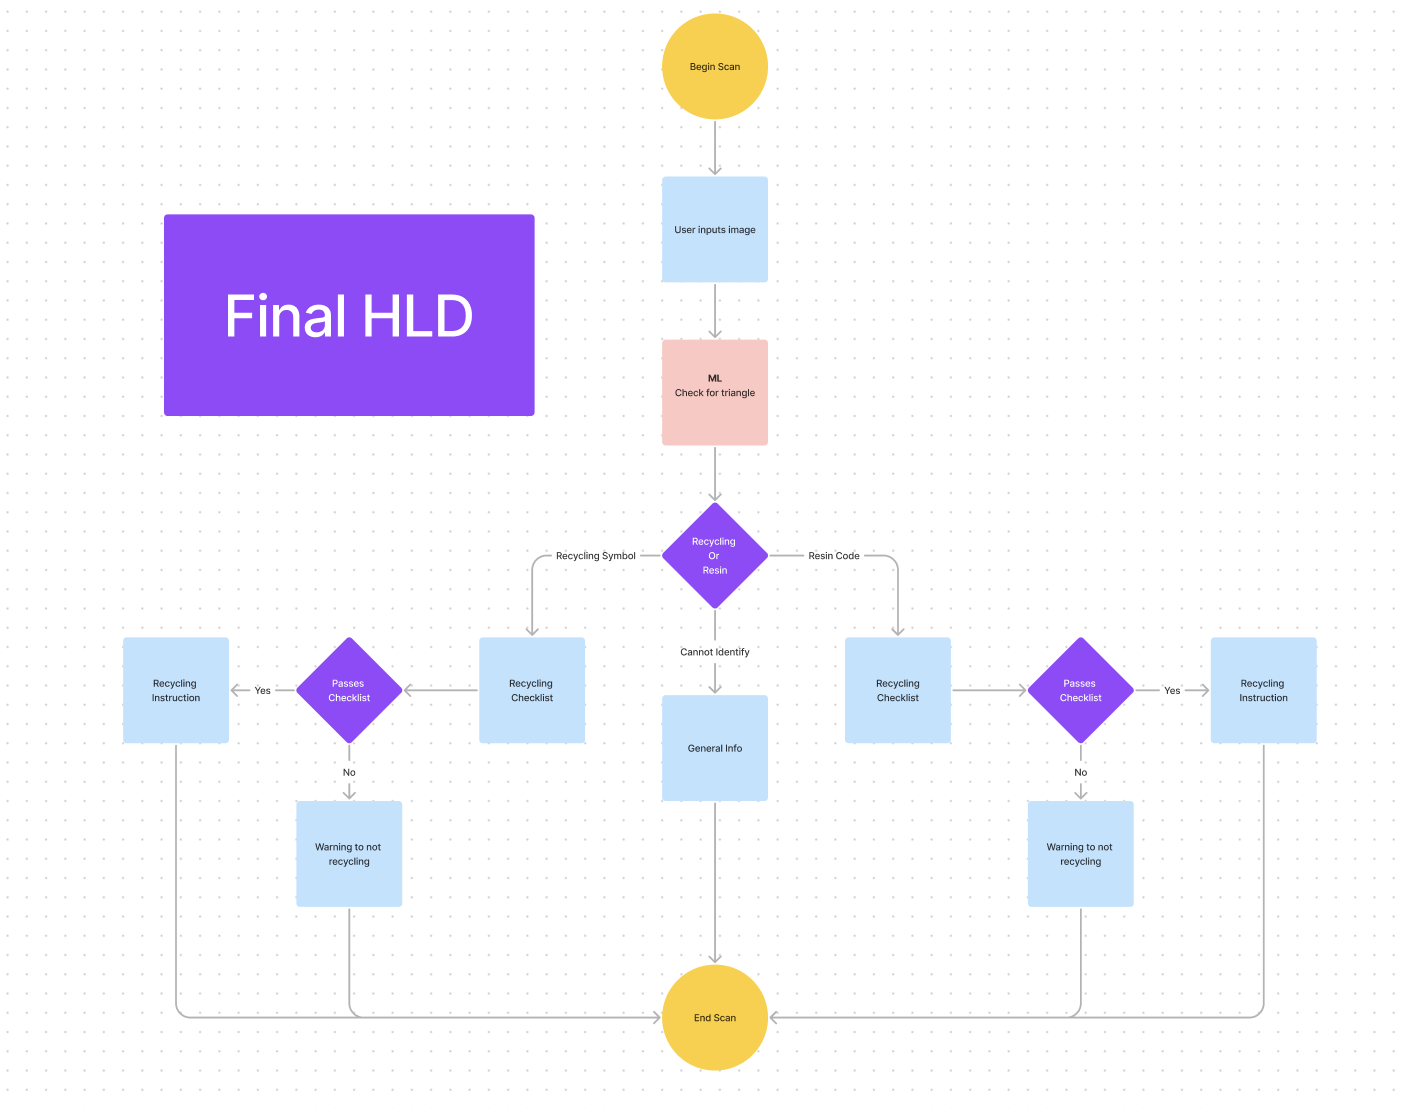 Begin Scan
User inputs image
Final HLD
ML
Check for triangle
Recycling
Or
Resin
Recycling Symbol
Resin Code
Cannot Identify
Recycling
Instruction
Yes
Passes
Checklist
Recycling
Checklist
Recycling
Checklist
Passes
Checklist
Yes
Recycling
Instruction
General Info
No
No
Warning to not
recycling
Warning to not
recycling
End Scan